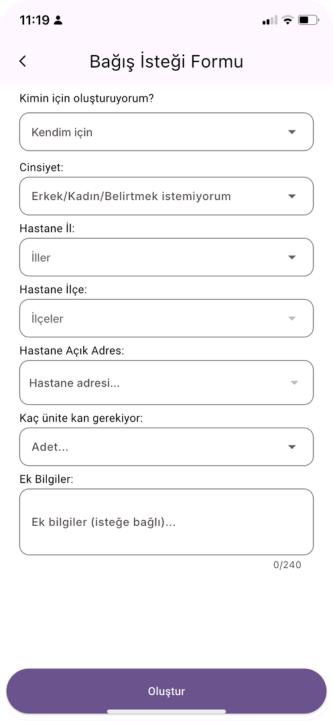 11:19
Bağış İsteği Formu
Kimin için oluşturuyorum?
Kendim için
Cinsiyet:
Erkek/Kadın/Belirtmek istemiyorum
Hastane İl:
İller
Hastane İlçe:
İlçeler
Hastane Açık Adres:
Hastane adresi...
Kaç ünite kan gerekiyor:
Adet...
Ek Bilgiler:
Ek bilgiler (isteğe bağlı)...
0/240
Oluştur